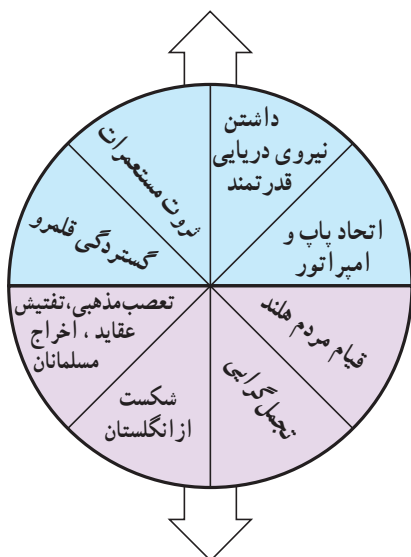 داشتن
نیروی دریایی
قدرتمند
ثروت مستعمرات
اتحاد پاپ و
امپراتور
گستردگی قلمرو
تعصب مذهبی، تفتیش
عقاید ، اخراج
مسلمانان
قیام مردم هلند
شکست
از انگلستان
تجمل گرایی